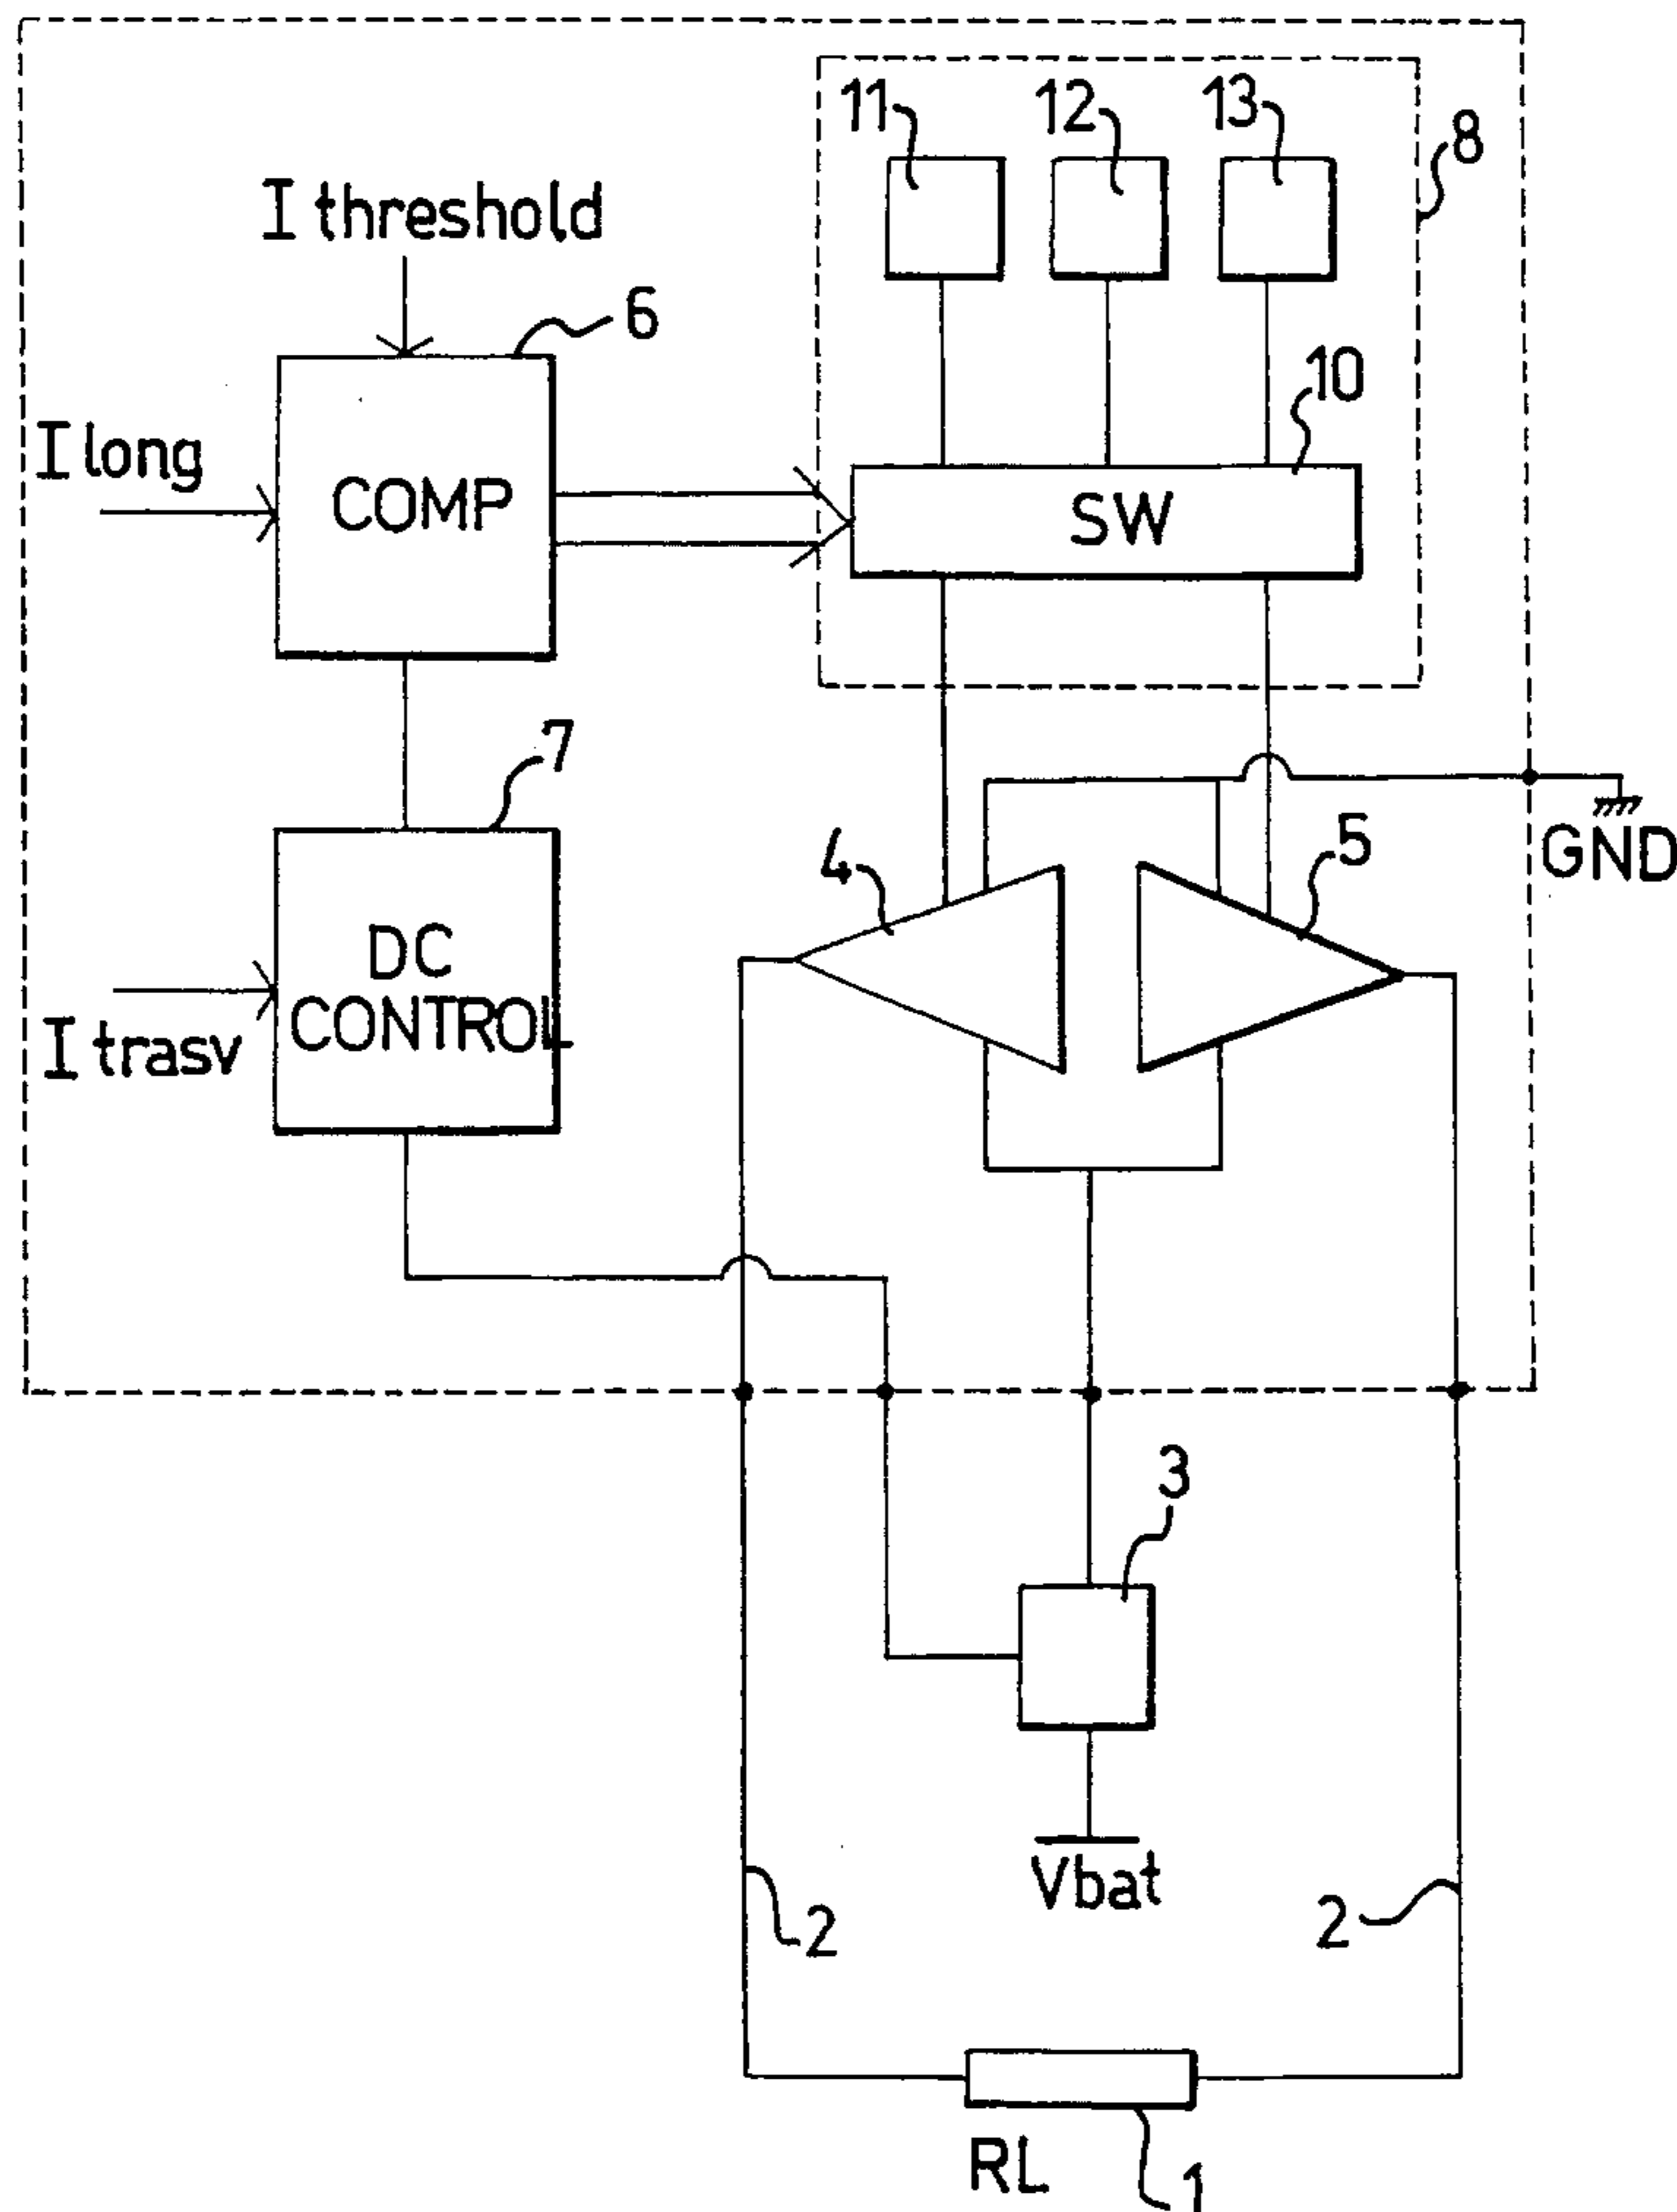 11
12
13
8
I threshold
6
10
I long
COMP
SW
7
4
5
GND
DC
CONTROL
I trasv
3
Vbat
2
2
RL
1